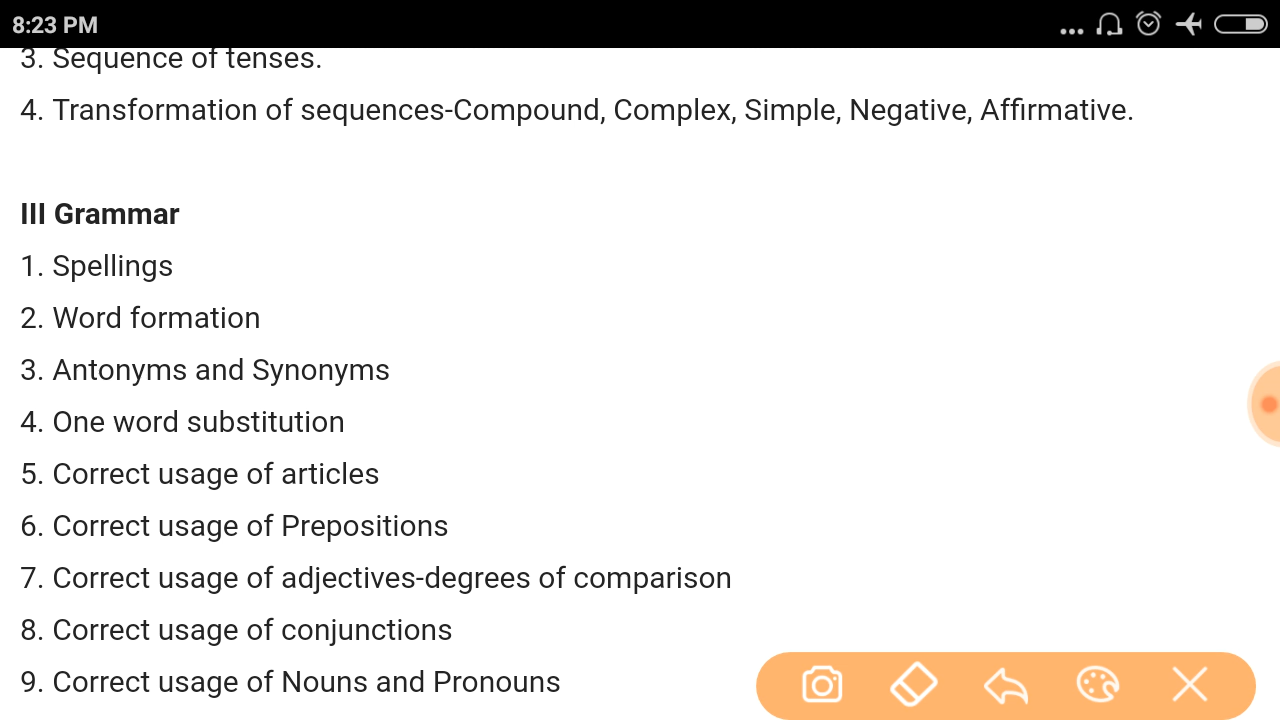 8:23 PM
3. Sequence of tenses.
4. Transformation of sequences-Compound, Complex, Simple, Negative, Affirmative.
III Grammar
1. Spellings
2. Word formation
3. Antonyms and Synonyms
4. One word substitution
5. Correct usage of articles
6. Correct usage of Prepositions
7. Correct usage of adjectives-degrees of comparison
8. Correct usage of conjunctions
9. Correct usage of Nouns and Pronouns